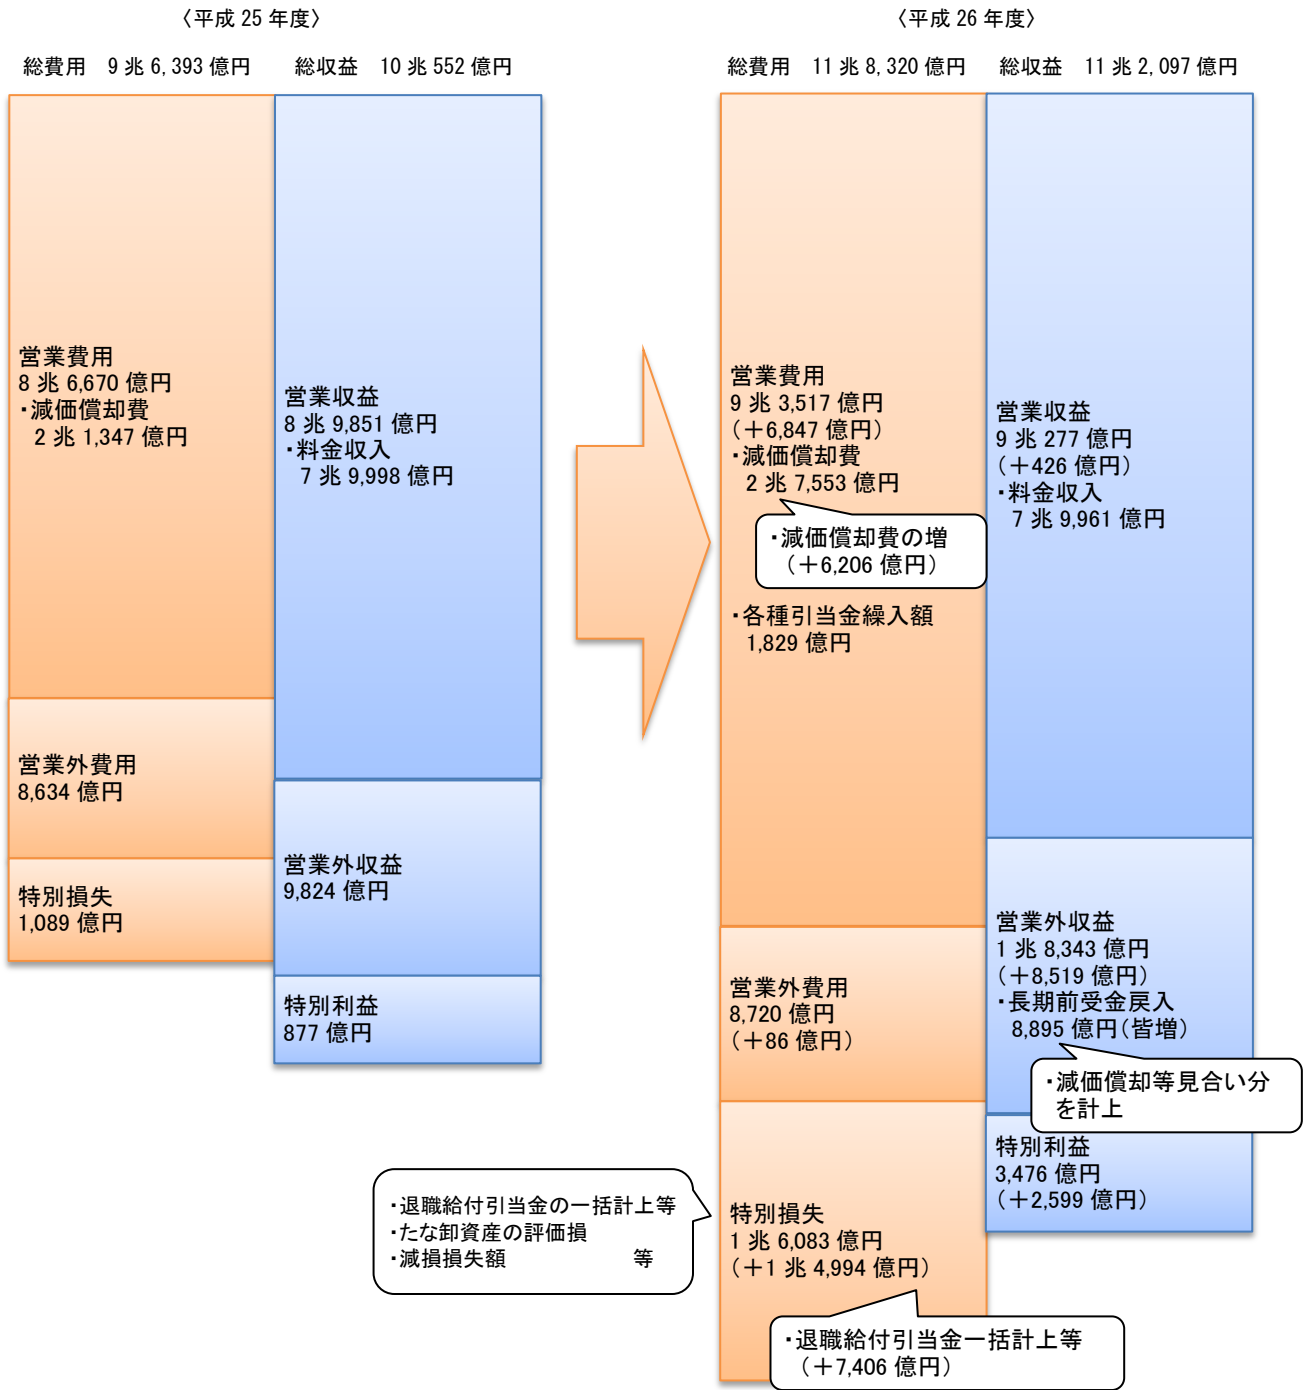 〈平成 25 年度〉
総費用　9 兆 6,393 億円　　総収益　10 兆 552 億円
営業費用
8 兆 6,670 億円
・減価償却費
2 兆 1,347 億円
営業外費用
8,634 億円
特別損失
1,089 億円
営業収益
8 兆 9,851 億円
・料金収入
7 兆 9,998 億円
営業外収益
9,824 億円
特別利益
877 億円
〈平成 26 年度〉
総費用　11 兆 8,320 億円　総収益　11 兆 2,097 億円
営業費用
9 兆 3,517 億円
（＋6,847 億円）
・減価償却費
2 兆 7,553 億円
・減価償却費の増
（＋6,206 億円）
・各種引当金繰入額
1,829 億円
営業外費用
8,720 億円
（＋86 億円）
・退職給付引当金の一括計上等
・たな卸資産の評価損
・減損損失額　　　　　等
特別損失
1 兆 6,083 億円
（＋1 兆 4,994 億円）
・退職給付引当金一括計上等
（＋7,406 億円）
営業収益
9 兆 277 億円
（＋426 億円）
・料金収入
7 兆 9,961 億円
営業外収益
1 兆 8,343 億円
（＋8,519 億円）
・長期前受金戻入
8,895 億円（皆増）
・減価償却等見合い分
を計上
特別利益
3,476 億円
（＋2,599 億円）